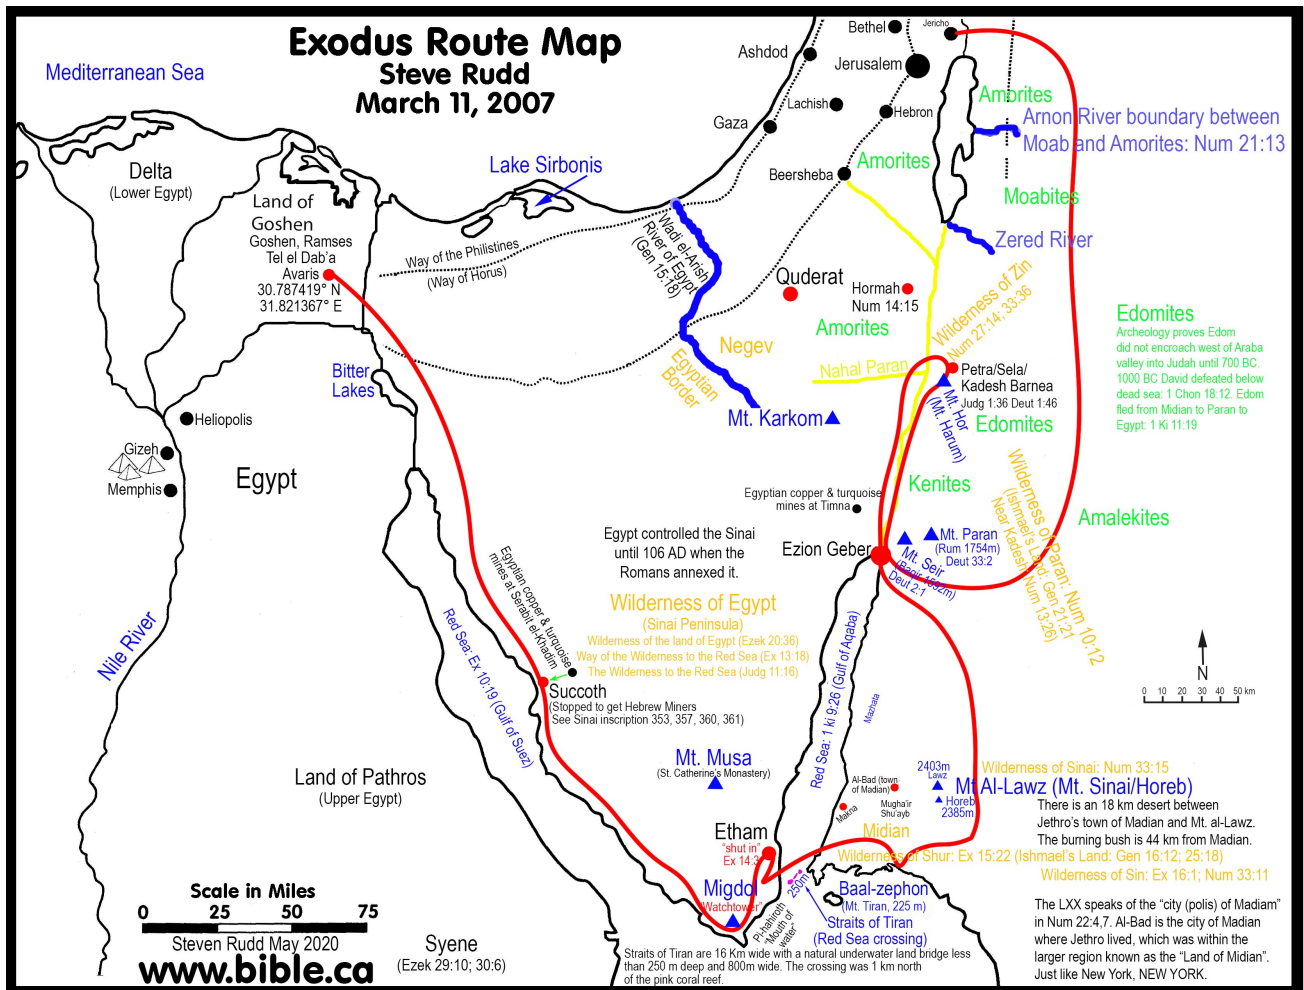 Exodus Route Map
Steve Rudd
March 11, 2007
Mediterranean Sea
Delta
(Lower Egypt)
Land of
Goshen
Goshen, Ramses
Tel el Dab'a
Avaris
30.787419° N
31.821367° E
Lake Sirbonis
Way of the Philistines
(Way of Horus)
Wadi el-Arish
River of Egypt
(Gen 15:18)
Ashdod
Gaza
Lachish
Bethel
Jericho
Jerusalem
Hebron
Beersheba
Amorites
Amorites
Arnon River boundary between
Moab and Amorites: Num 21:13
Moabites
Zered River
Quderat
Hormah
Num 14:15
Amorites
Wilderness of Zin
Num 27:14; 33:36
Negev
Egyptian
Border
Nahal Paran
Mt. Karkom
Petra/Sela/
Kadesh Barnea
Judg 1:36 Deut 1:46
Mt. Hor
(Mt. Harum)
Edomites
Edomites
Archeology proves Edom
did not encroach west of Araba
valley into Judah until 700 BC.
1000 BC David defeated below
dead sea: 1 Chon 18:12. Edom
fled from Midian to Paran to
Egypt: 1 Ki 11:19
Bitter
Lakes
Heliopolis
Gizeh
Memphis
Egypt
Kenites
Amalekites
Wilderness of Paran: Num 10:12
(Ishmael's Land: Gen 21:21
Near Kadesh: Num 13:26)
Egyptian copper & turquoise
mines at Timna
Ezion Geber
Mt. Paran
(Rum 1754m)
Deut 33:2
Mt. Seir
(Baqir 1592m)
Deut 2:1
Egypt controlled the Sinai
until 106 AD when the
Romans annexed it.
Wilderness of Egypt
(Sinai Peninsula)
Wilderness of the land of Egypt (Ezek 20:36)
Way of the Wilderness to the Red Sea (Ex 13:18)
The Wilderness to the Red Sea (Judg 11:16)
Egyptian copper & turquoise
mines at Serabit el-Khadim
Succoth
(Stopped to get Hebrew Miners
See Sinai inscription 353, 357, 360, 361)
Nile River
Red Sea: Ex 10:19 (Gulf of Suez)
Red Sea: 1 ki 9:26 (Gulf of Aqaba)
Mazhata
N
0 10 20 30 40 50 km
Land of Pathros
(Upper Egypt)
Mt. Musa
(St. Catherine's Monastery)
Al-Bad (town
of Madian)
Mugha'ir
Shu'ayb
Makna
2403m
Lawz
Horeb
2385m
Wilderness of Sinai: Num 33:15
Mt Al-Lawz (Mt. Sinai/Horeb)
There is an 18 km desert between
Jethro's town of Madian and Mt. al-Lawz.
The burning bush is 44 km from Madian.
Midian
Wilderness of Shur: Ex 15:22 (Ishmael's Land: Gen 16:12; 25:18)
Wilderness of Sin: Ex 16:1; Num 33:11
Etham
"shut in"
Ex 14:3
Migdol
"Watchtower"
Pi-hahiroth
"Mouth of
water"
250m
Baal-zephon
(Mt. Tiran, 225 m)
Straits of Tiran
(Red Sea crossing)
The LXX speaks of the "city (polis) of Madiam"
in Num 22:4,7. Al-Bad is the city of Madian
where Jethro lived, which was within the
larger region known as the "Land of Midian".
Just like New York, NEW YORK.
Straits of Tiran are 16 Km wide with a natural underwater land bridge less
than 250 m deep and 800m wide. The crossing was 1 km north
of the pink coral reef.
Scale in Miles
0 25 50 75
Steven Rudd May 2020
www.bible.ca
Syene
(Ezek 29:10; 30:6)